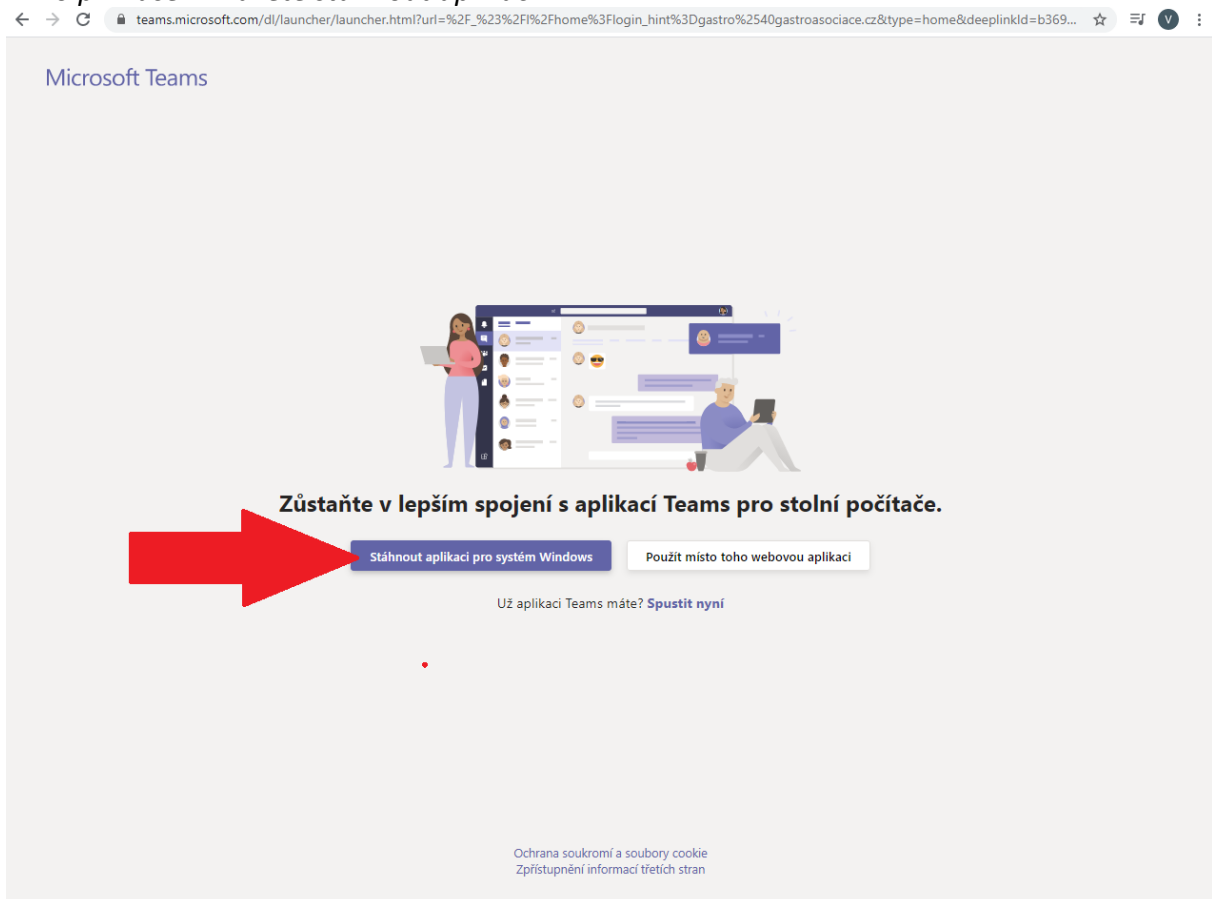 teams.microsoft.com/dl/launcher/launcher.html?url=%2F_%23%2Fl%2Fhome%3Flogin_hint%3Dgastro%2540gastroasociace.cz&type=home&deeplinkId=b369...
V
Microsoft Teams
Zůstaňte v lepším spojení s aplikací Teams pro stolní počítače.
Stáhnout aplikaci pro systém Windows
Použít místo toho webovou aplikaci
Už aplikaci Teams máte? Spustit nyní
Ochrana soukromí a soubory cookie
Zpřístupnění informací třetích stran